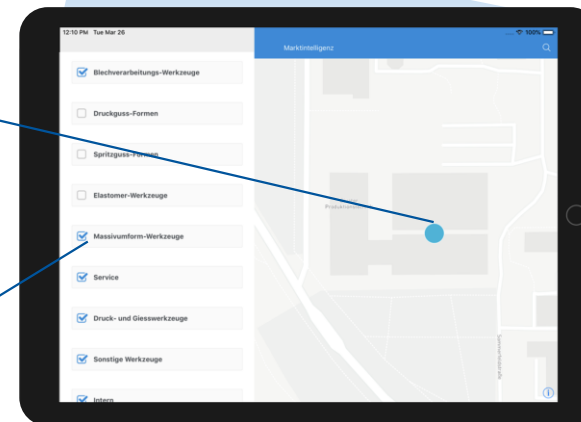 12:10 PM Tue Mar 26
100%
Marktintelligenz
Blechverarbeitungs-Werkzeuge
Druckguss-Formen
Spritzguss-Formen
Elastomer-Werkzeuge
Massivumform-Werkzeuge
Service
Druck- und Giesswerkzeuge
Sonstige Werkzeuge
Intern